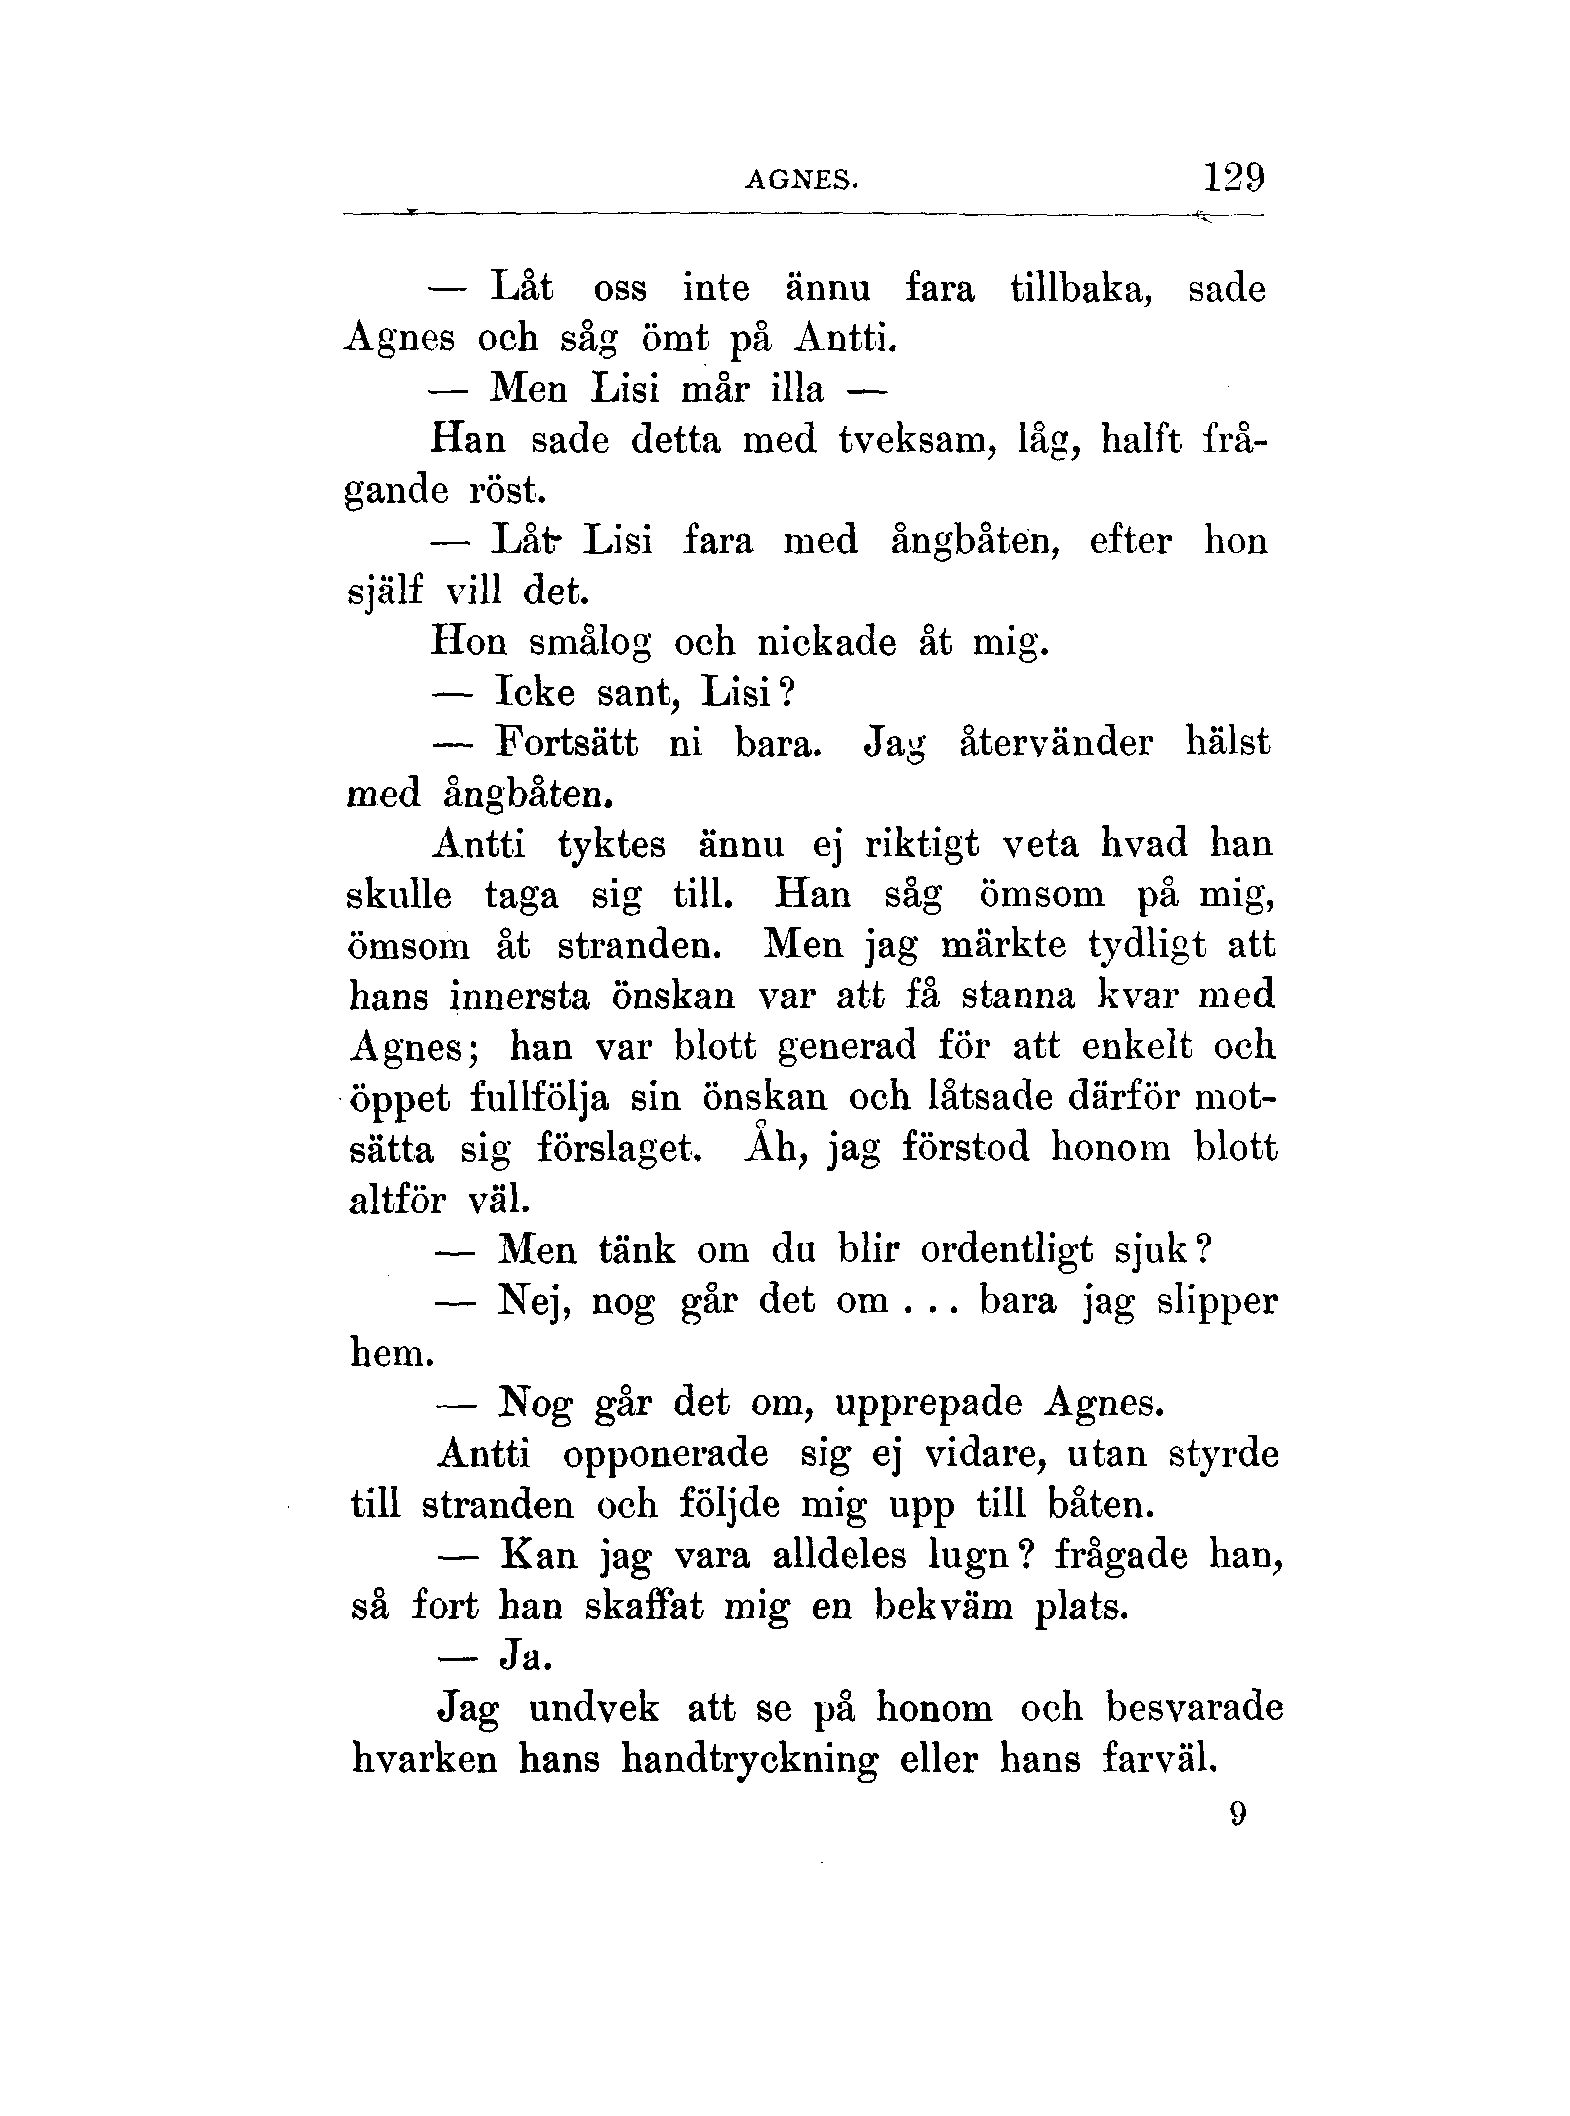 AGNES. 129
— Låt oss inte ännu fara tillbaka, sade
Agnes och såg ömt på Antti.
— Men Lisi mår illa —
Han sade detta med tveksam, låg, halft frå-
gande röst.
— Låt Lisi fara med ångbåten, efter hon
själf vill det.
Hon smålog och nickade åt mig.
— Icke sant, Lisi?
— Fortsätt ni bara. Jag återvänder hälst
med ångbåten.
Antti tyktes ännu ej riktigt veta hvad han
skulle taga sig till. Han såg ömsom på mig,
ömsom åt stranden. Men jag märkte tydligt att
hans innersta önskan var att få stanna kvar med
Agnes; han var blott generad för att enkelt och
öppet fullfölja sin önskan och låtsade därför mot-
sätta sig förslaget. Åh, jag förstod honom blott
altför väl.
— Men tänk om du blir ordentligt sjuk?
— Nej, nog går det om . . . bara jag slipper
hem.
— Nog går det om, upprepade Agnes.
Antti opponerade sig ej vidare, utan styrde
till stranden och följde mig upp till båten.
— Kan jag vara alldeles lugn? frågade han,
så fort han skaffat mig en bekväm plats.
— Ja.
Jag undvek att se på honom och besvarade
hvarken hans handtryckning eller hans farväl.
9